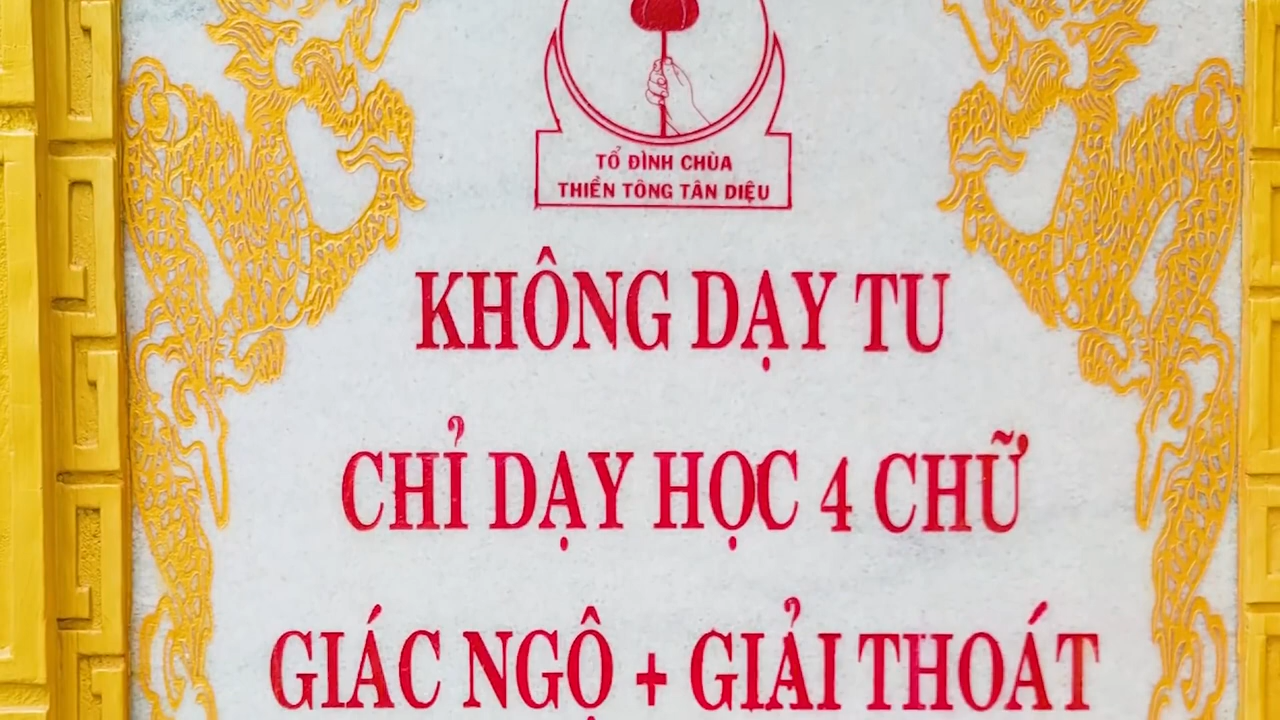 TỔ ĐÌNH CHÙA
THIỀN TÔNG TÂN DIỆU
KHÔNG DẠY TU
CHỈ DẠY HỌC 4 CHỮ
GIÁC NGỘ + GIẢI THOÁT